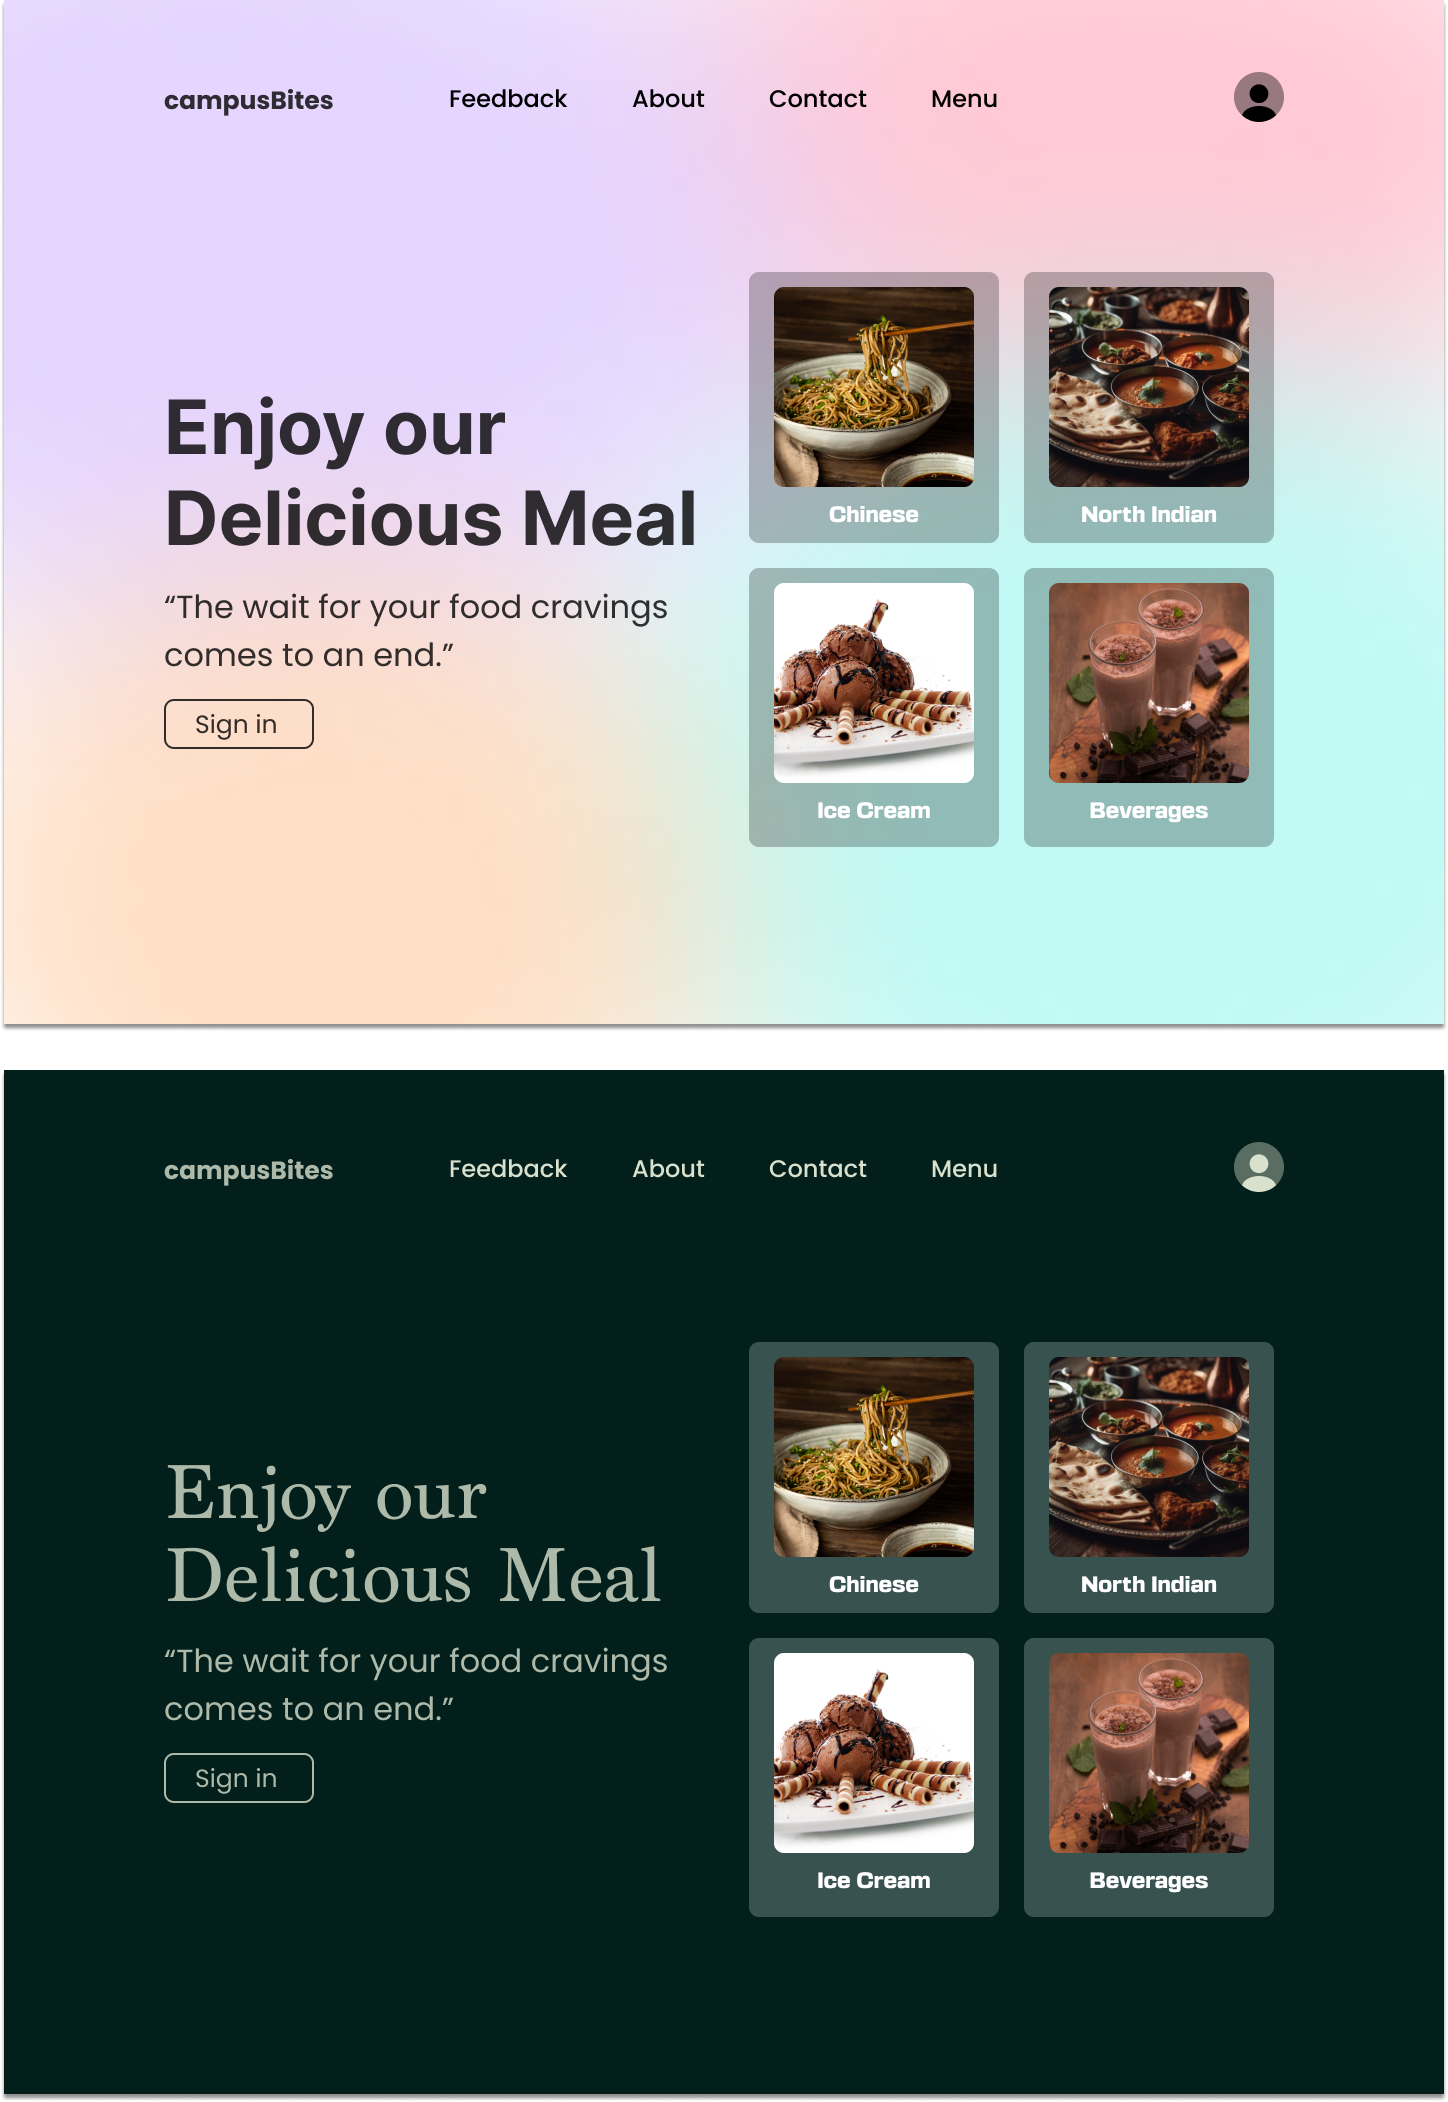 campusBites
Feedback
About
Contact
Menu
Enjoy our
Delicious Meal
“The wait for your food cravings
comes to an end.”
Sign in
Chinese
North Indian
Ice Cream
Beverages
campusBites
Feedback
About
Contact
Menu
Enjoy our
Delicious Meal
“The wait for your food cravings
comes to an end.”
Sign in
Chinese
North Indian
Ice Cream
Beverages